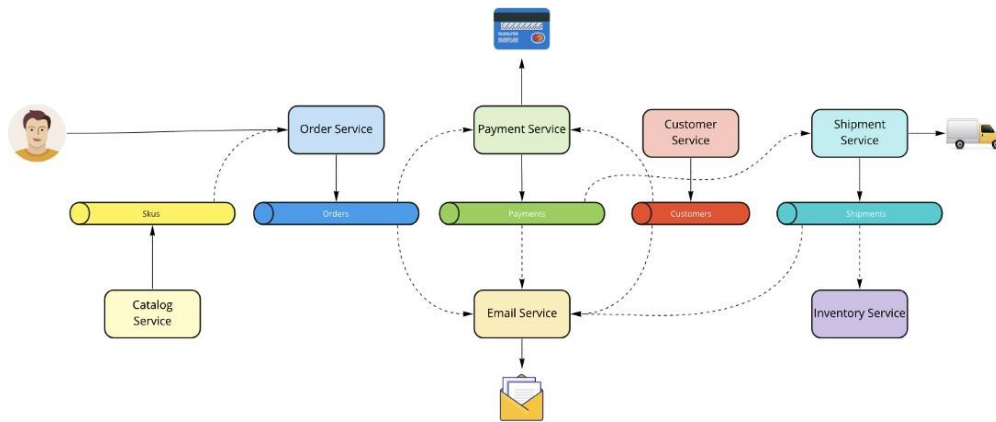 Order Service
Payment Service
Customer
Service
Shipment
Service
Skus
Orders
Payments
Customers
Shipments
Catalog
Service
Email Service
Inventory Service